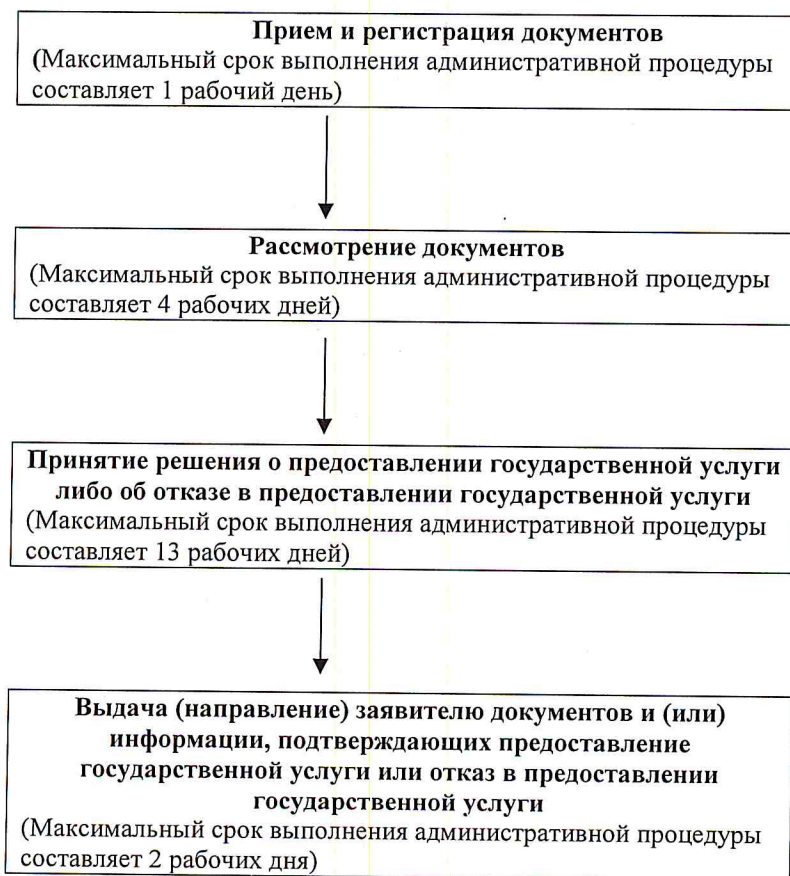 Прием и регистрация документов
(Максимальный срок выполнения административной процедуры
составляет 1 рабочий день)
Рассмотрение документов
(Максимальный срок выполнения административной процедуры
составляет 4 рабочих дней)
Принятие решения о предоставлении государственной услуги
либо об отказе в предоставлении государственной услуги
(Максимальный срок выполнения административной процедуры
составляет 13 рабочих дней)
Выдача (направление) заявителю документов и (или)
информации, подтверждающих предоставление
государственной услуги или отказ в предоставлении
государственной услуги
(Максимальный срок выполнения административной процедуры
составляет 2 рабочих дня)